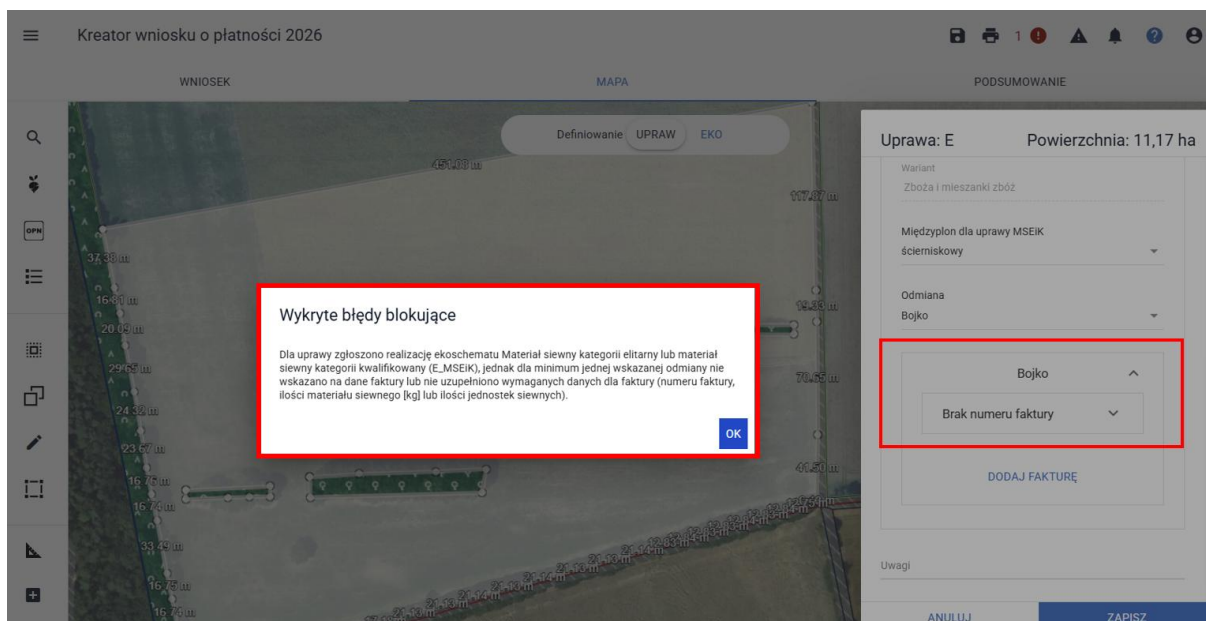 Kreator wniosku o płatności 2026
1
WNIOSEK
MAPA
PODSUMOWANIE
Definiowanie UPRAW EKO
OPN
451.08 m
117.87 m
37.38 m
16.81 m
20.09 m
29.65 m
24.32 m
23.67 m
16.75 m
16.74 m
33.49 m
16.75 m
16.74 m
19.33 m
70.65 m
41.50 m
Wykryte błędy blokujące
Dla uprawy zgłoszono realizację ekoschematu Materiał siewny kategorii elitarny lub materiał
siewny kategorii kwalifikowany (E_MSEiK), jednak dla minimum jednej wskazanej odmiany nie
wskazano na dane faktury lub nie uzupełniono wymaganych danych dla faktury (numeru faktury,
ilości materiału siewnego [kg] lub ilości jednostek siewnych).
OK
Uprawa: E Powierzchnia: 11,17 ha
Wariant
Zboża i mieszanki zbóż
Międzyplon dla uprawy MSEiK
ścierniskowy
Odmiana
Bojko
Bojko
Brak numeru faktury
DODAJ FAKTURĘ
Uwagi
ANULUJ
ZAPISZ